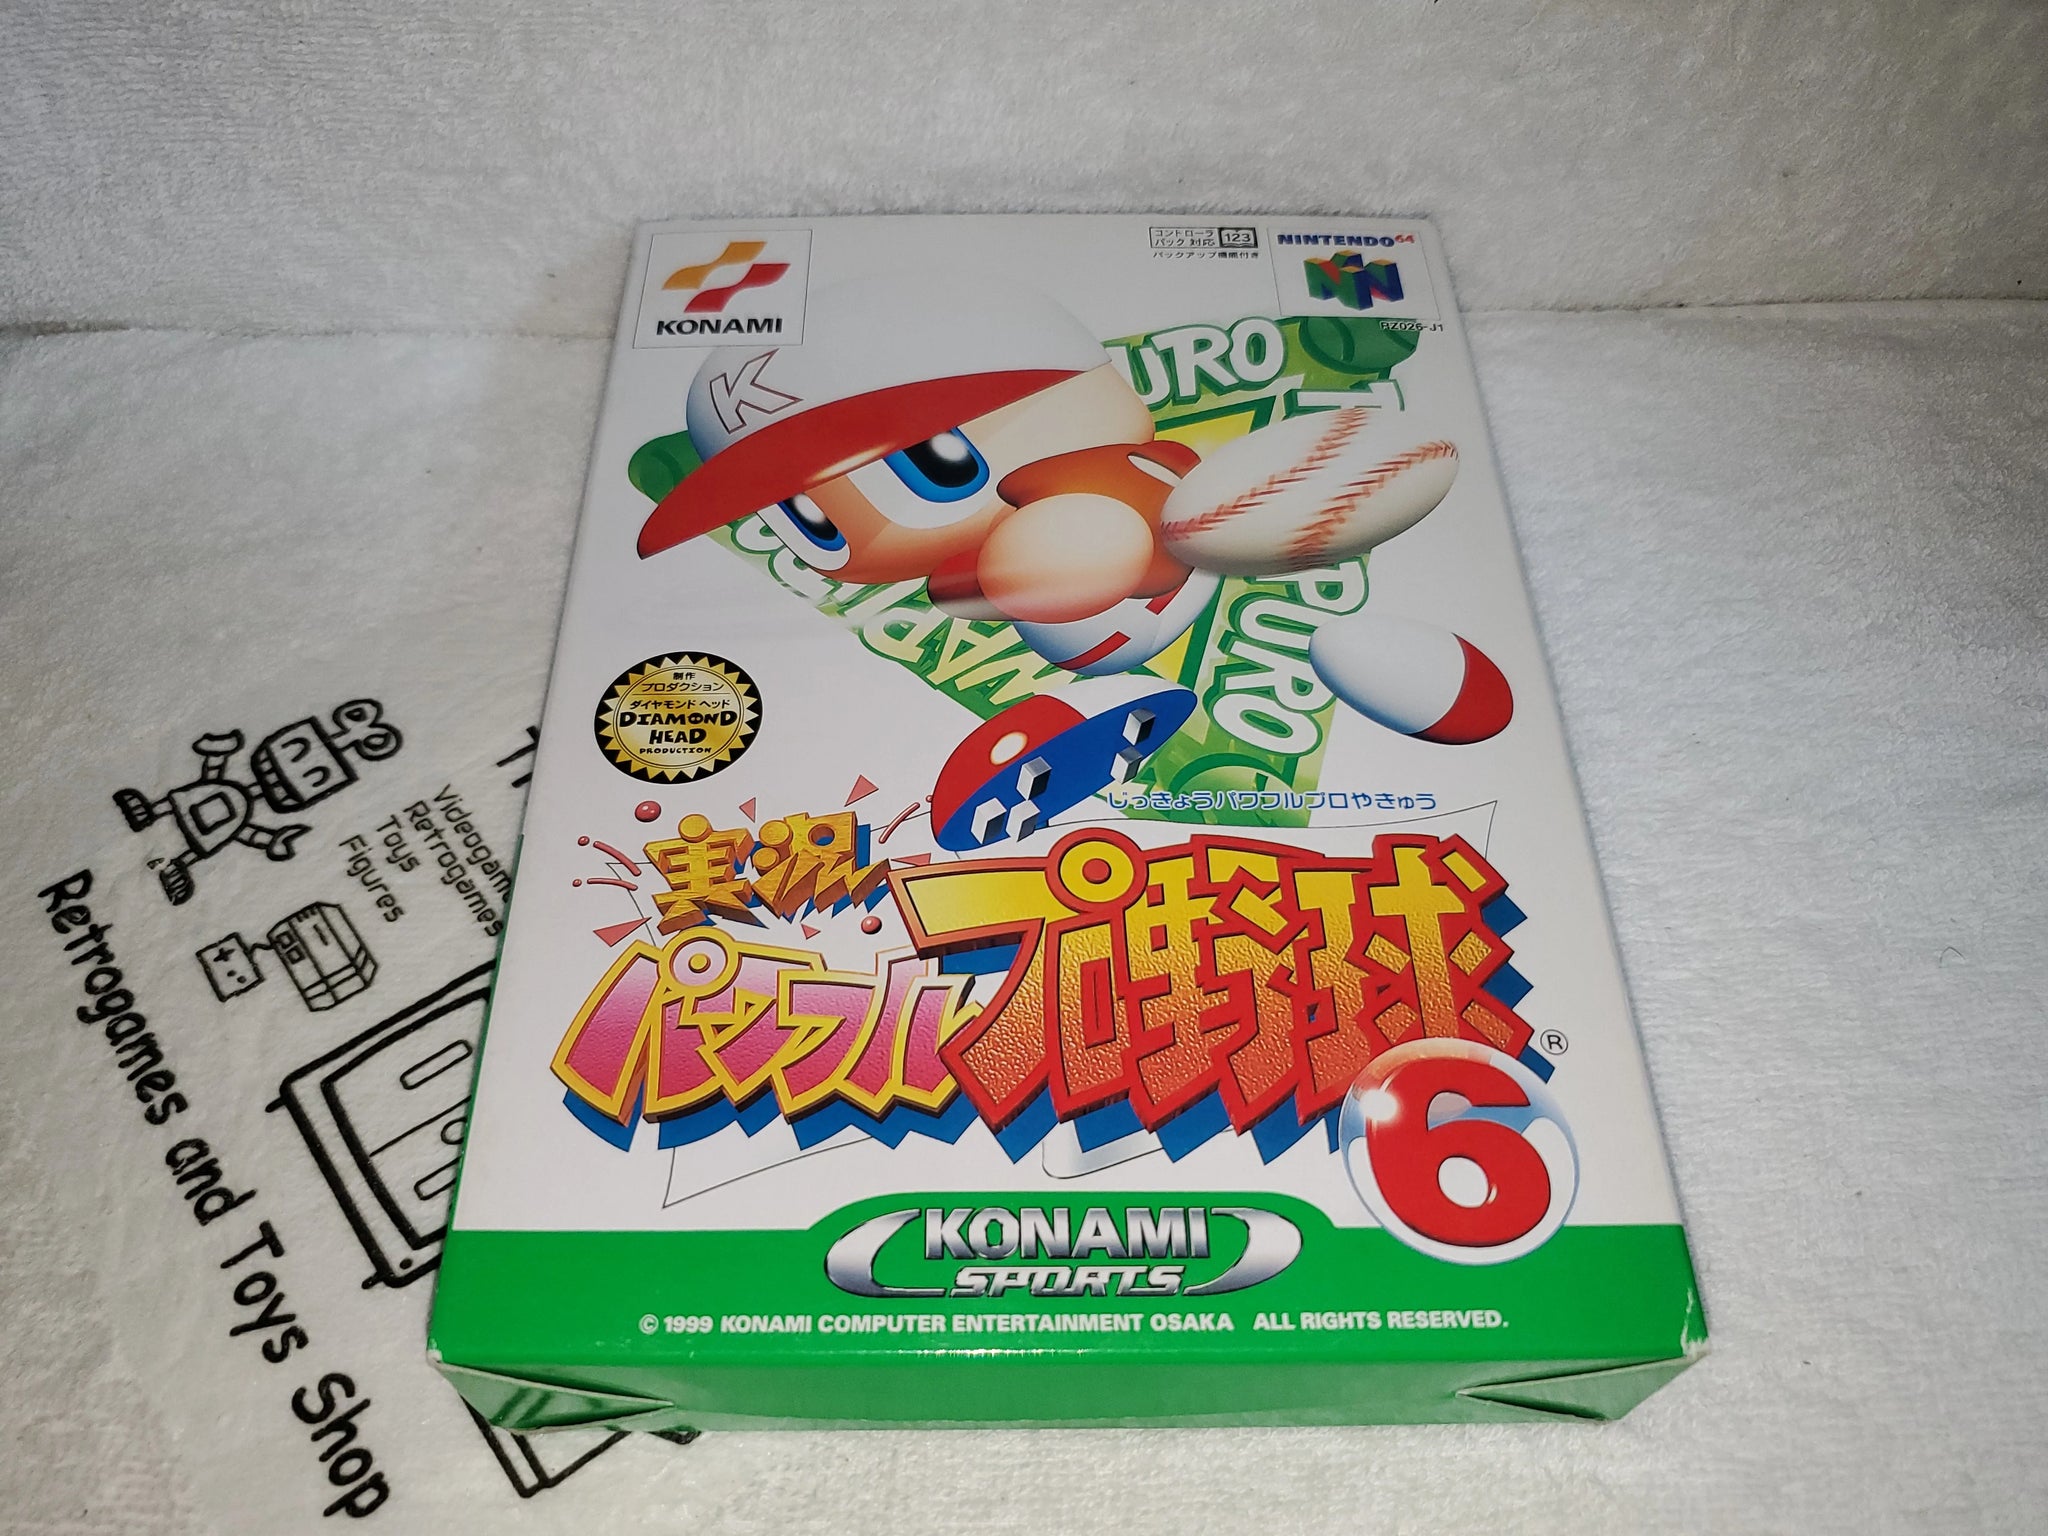 KONAMI
コントローラ
パック対応 123
バックアップ機能付き
NINTENDO64
RZ026-J1
K
PURO
PURO
WAPISP
制作
プロダクション
ダイヤモンド ヘッド
DIAMOND
HEAD
PRODUCTION
じっきょうパワフルプロやきゅう
実況
パワフルプロ野球
®
6
KONAMI
SPORTS
© 1999 KONAMI COMPUTER ENTERTAINMENT OSAKA ALL RIGHTS RESERVED.
Retrogames
Toys
Figures
Retrogames and Toys Shop